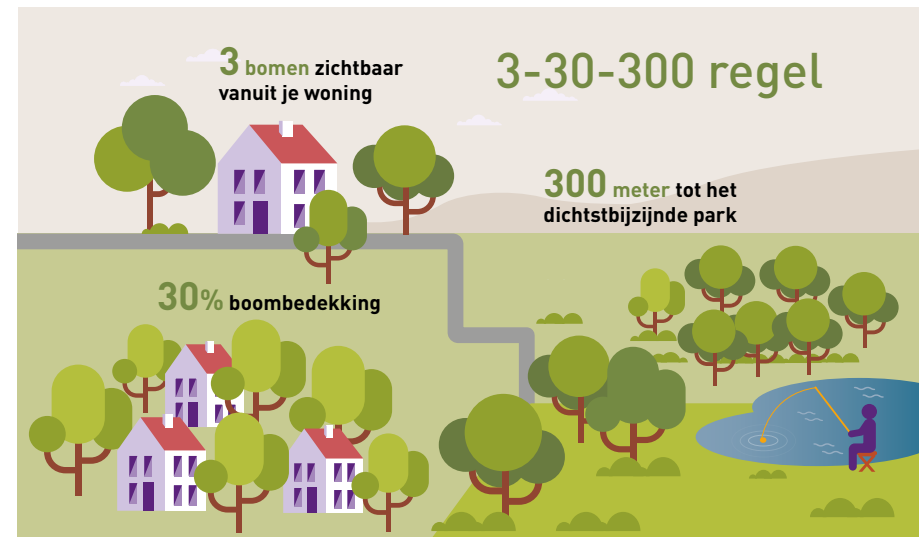 3-30-300 regel
3 bomen zichtbaar
vanuit je woning
300 meter tot het
dichtstbijzijnde park
30% boombedekking